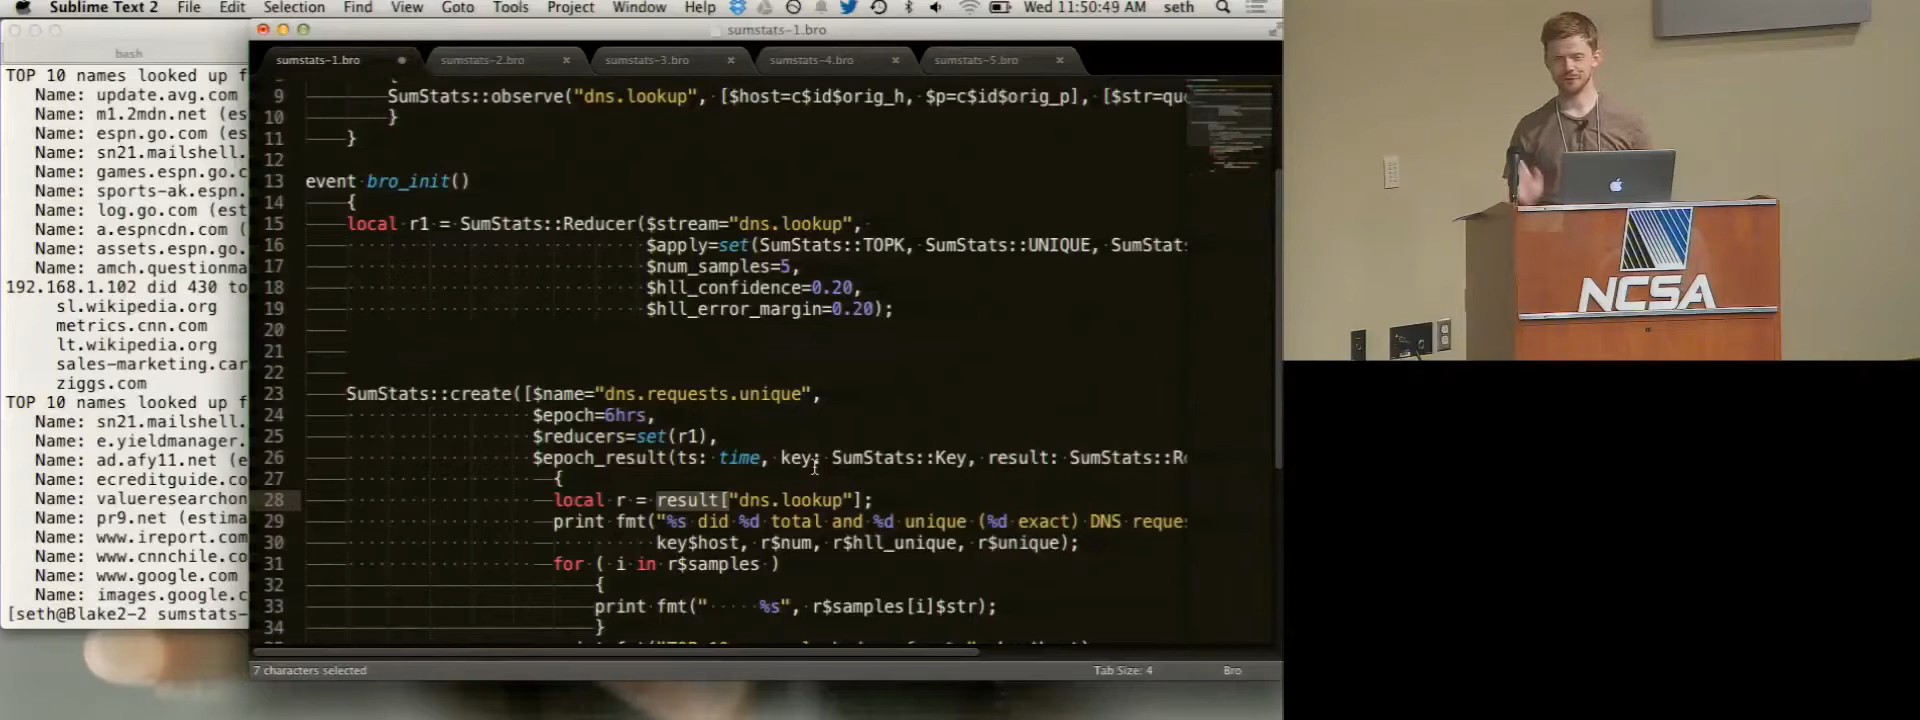 Sublime Text 2 File Edit Selection Find View Goto Tools Project Window Help Wed 11:50:49 AM seth
bash
TOP 10 names looked up f
Name: update.avg.com
Name: m1.2mdn.net (es
Name: espn.go.com (es
Name: sn21.mailshell.
Name: games.espn.go.c
Name: sports-ak.espn.
Name: log.go.com (est
Name: a.espncdn.com (
Name: assets.espn.go.
Name: amch.questionma
192.168.1.102 did 430 to
sl.wikipedia.org
metrics.cnn.com
lt.wikipedia.org
sales-marketing.car
ziggs.com
TOP 10 names looked up f
Name: sn21.mailshell.
Name: e.yieldmanager.
Name: ad.afy11.net (e
Name: ecreditguide.co
Name: valueresearchon
Name: pr9.net (estima
Name: www.ireport.com
Name: www.cnnchile.co
Name: www.google.com
Name: images.google.c
[seth@Blake2-2 sumstats-
sumstats-1.bro
sumstats-1.bro sumstats-2.bro sumstats-3.bro sumstats-4.bro sumstats-5.bro
9 SumStats::observe("dns.lookup", [$host=c$id$orig_h, $p=c$id$orig_p], [$str=que
10 }
11 }
12
13 event bro_init()
14 {
15 local r1 = SumStats::Reducer($stream="dns.lookup",
16 $apply=set(SumStats::TOPK, SumStats::UNIQUE, SumStats:
17 $num_samples=5,
18 $hll_confidence=0.20,
19 $hll_error_margin=0.20);
20
21
22
23 SumStats::create([$name="dns.requests.unique",
24 $epoch=6hrs,
25 $reducers=set(r1),
26 $epoch_result(ts: time, key: SumStats::Key, result: SumStats::Re
27 {
28 local r = result["dns.lookup"];
29 print fmt("%s did %d total and %d unique (%d exact) DNS reques
30 key$host, r$num, r$hll_unique, r$unique);
31 for ( i in r$samples )
32 {
33 print fmt(" %s", r$samples[i]$str);
34 }
7 characters selected Tab Size: 4 Bro
NCSA